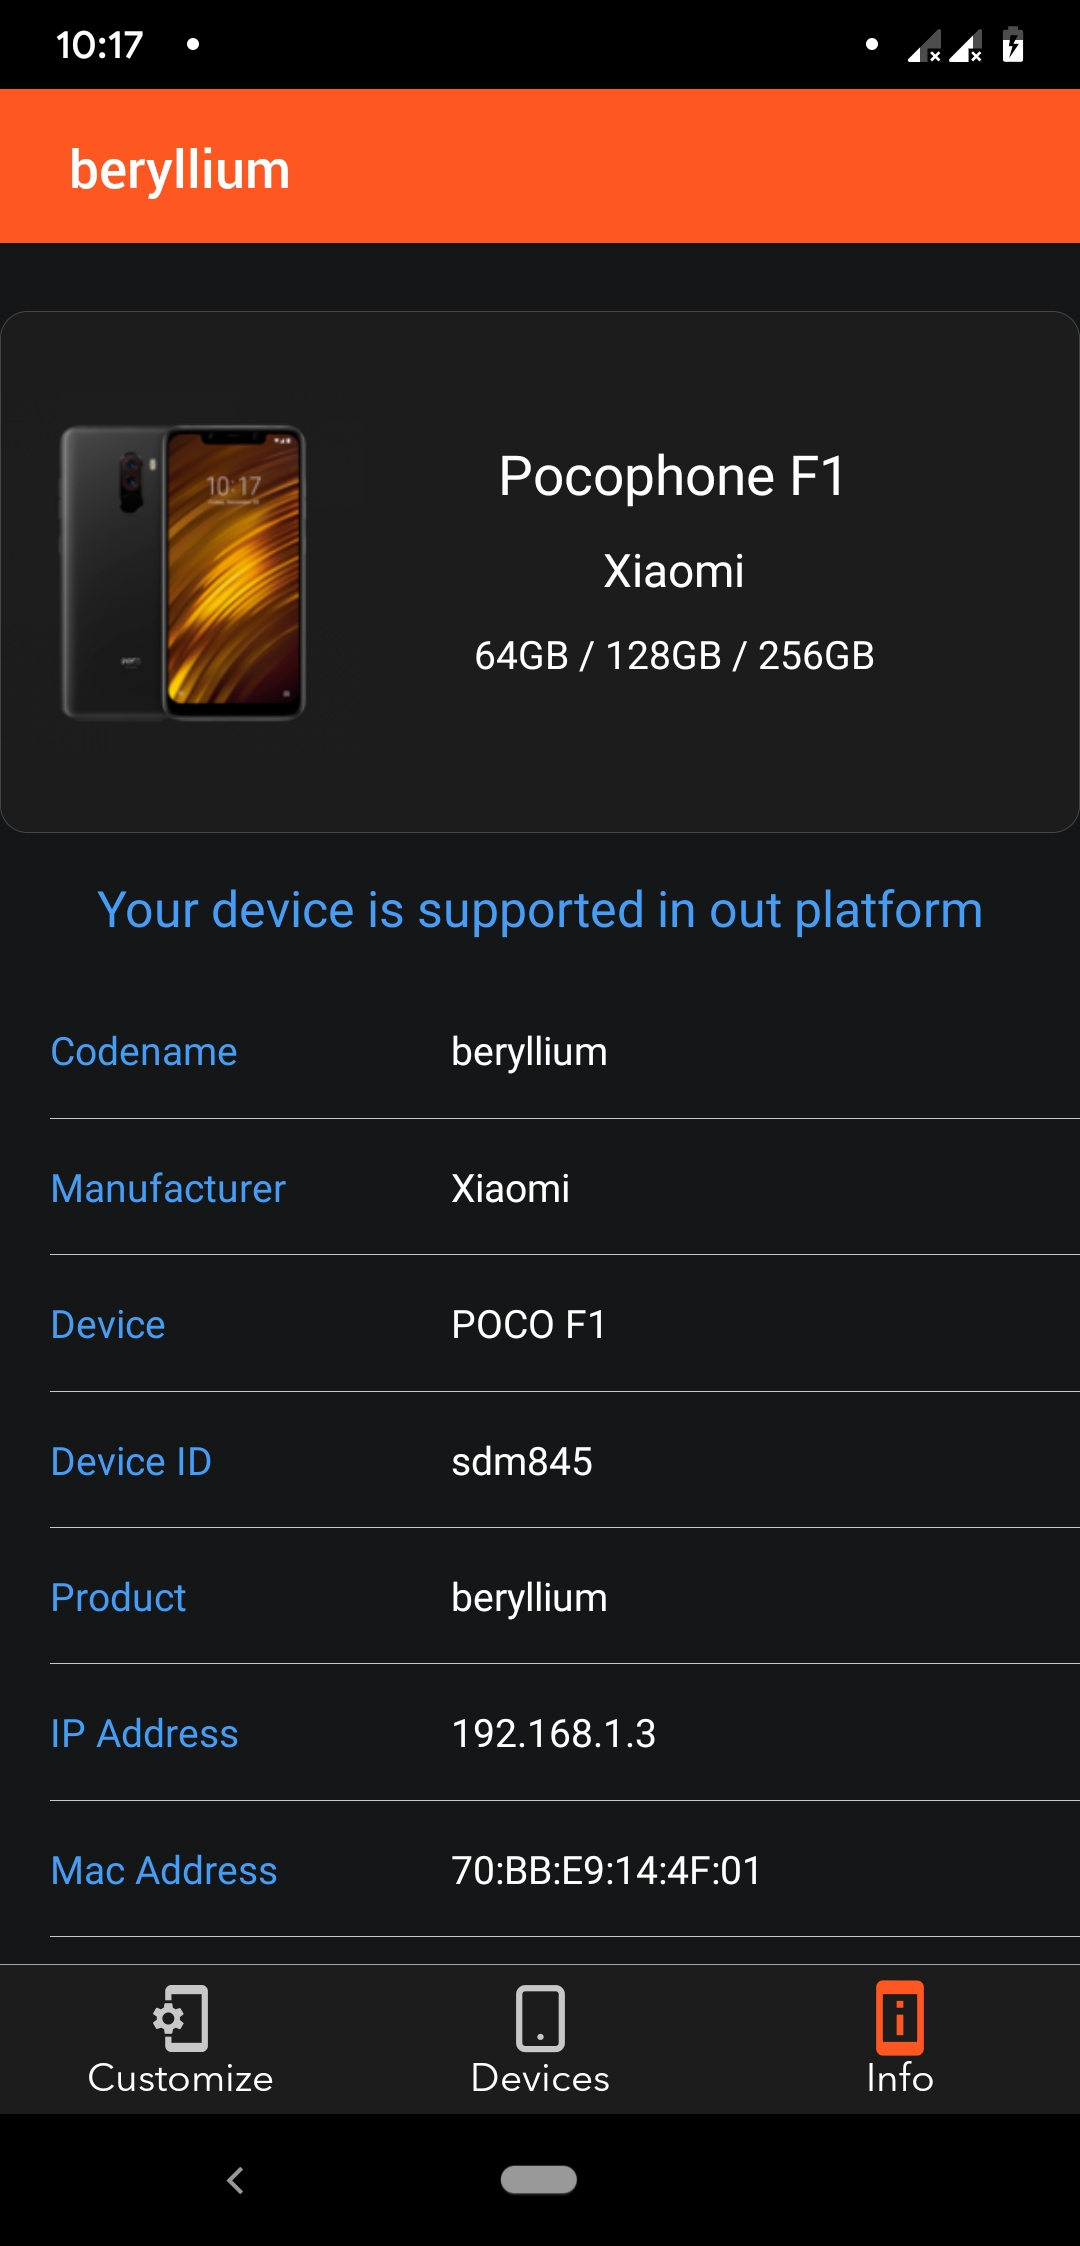 10:17
beryllium
10:17
Pocophone F1
Xiaomi
64GB / 128GB / 256GB
Your device is supported in out platform
Codename beryllium
Manufacturer Xiaomi
Device POCO F1
Device ID sdm845
Product beryllium
IP Address 192.168.1.3
Mac Address 70:BB:E9:14:4F:01
Customize Devices Info